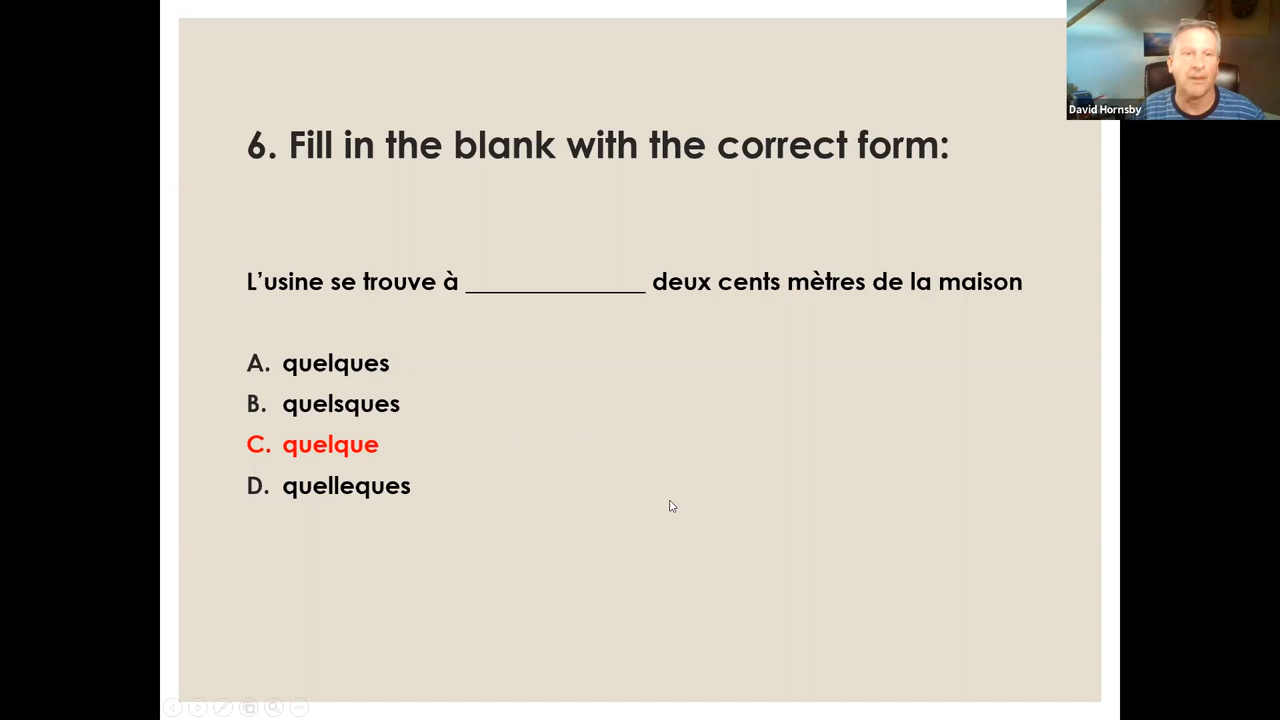 David Hornsby
6. Fill in the blank with the correct form:
L’usine se trouve à ______________ deux cents mètres de la maison
A. quelques
B. quelsques
C. quelque
D. quelleques